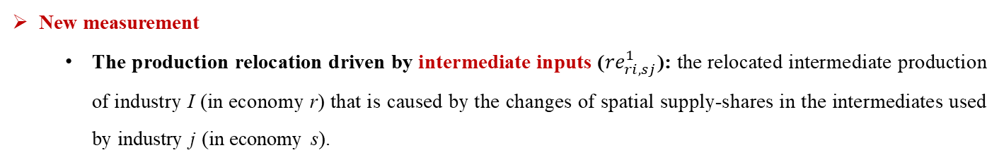 ➢ New measurement
• The production relocation driven by intermediate inputs (re¹ᵣᵢ,ₛⱼ): the relocated intermediate production
of industry I (in economy r) that is caused by the changes of spatial supply-shares in the intermediates used
by industry j (in economy s).